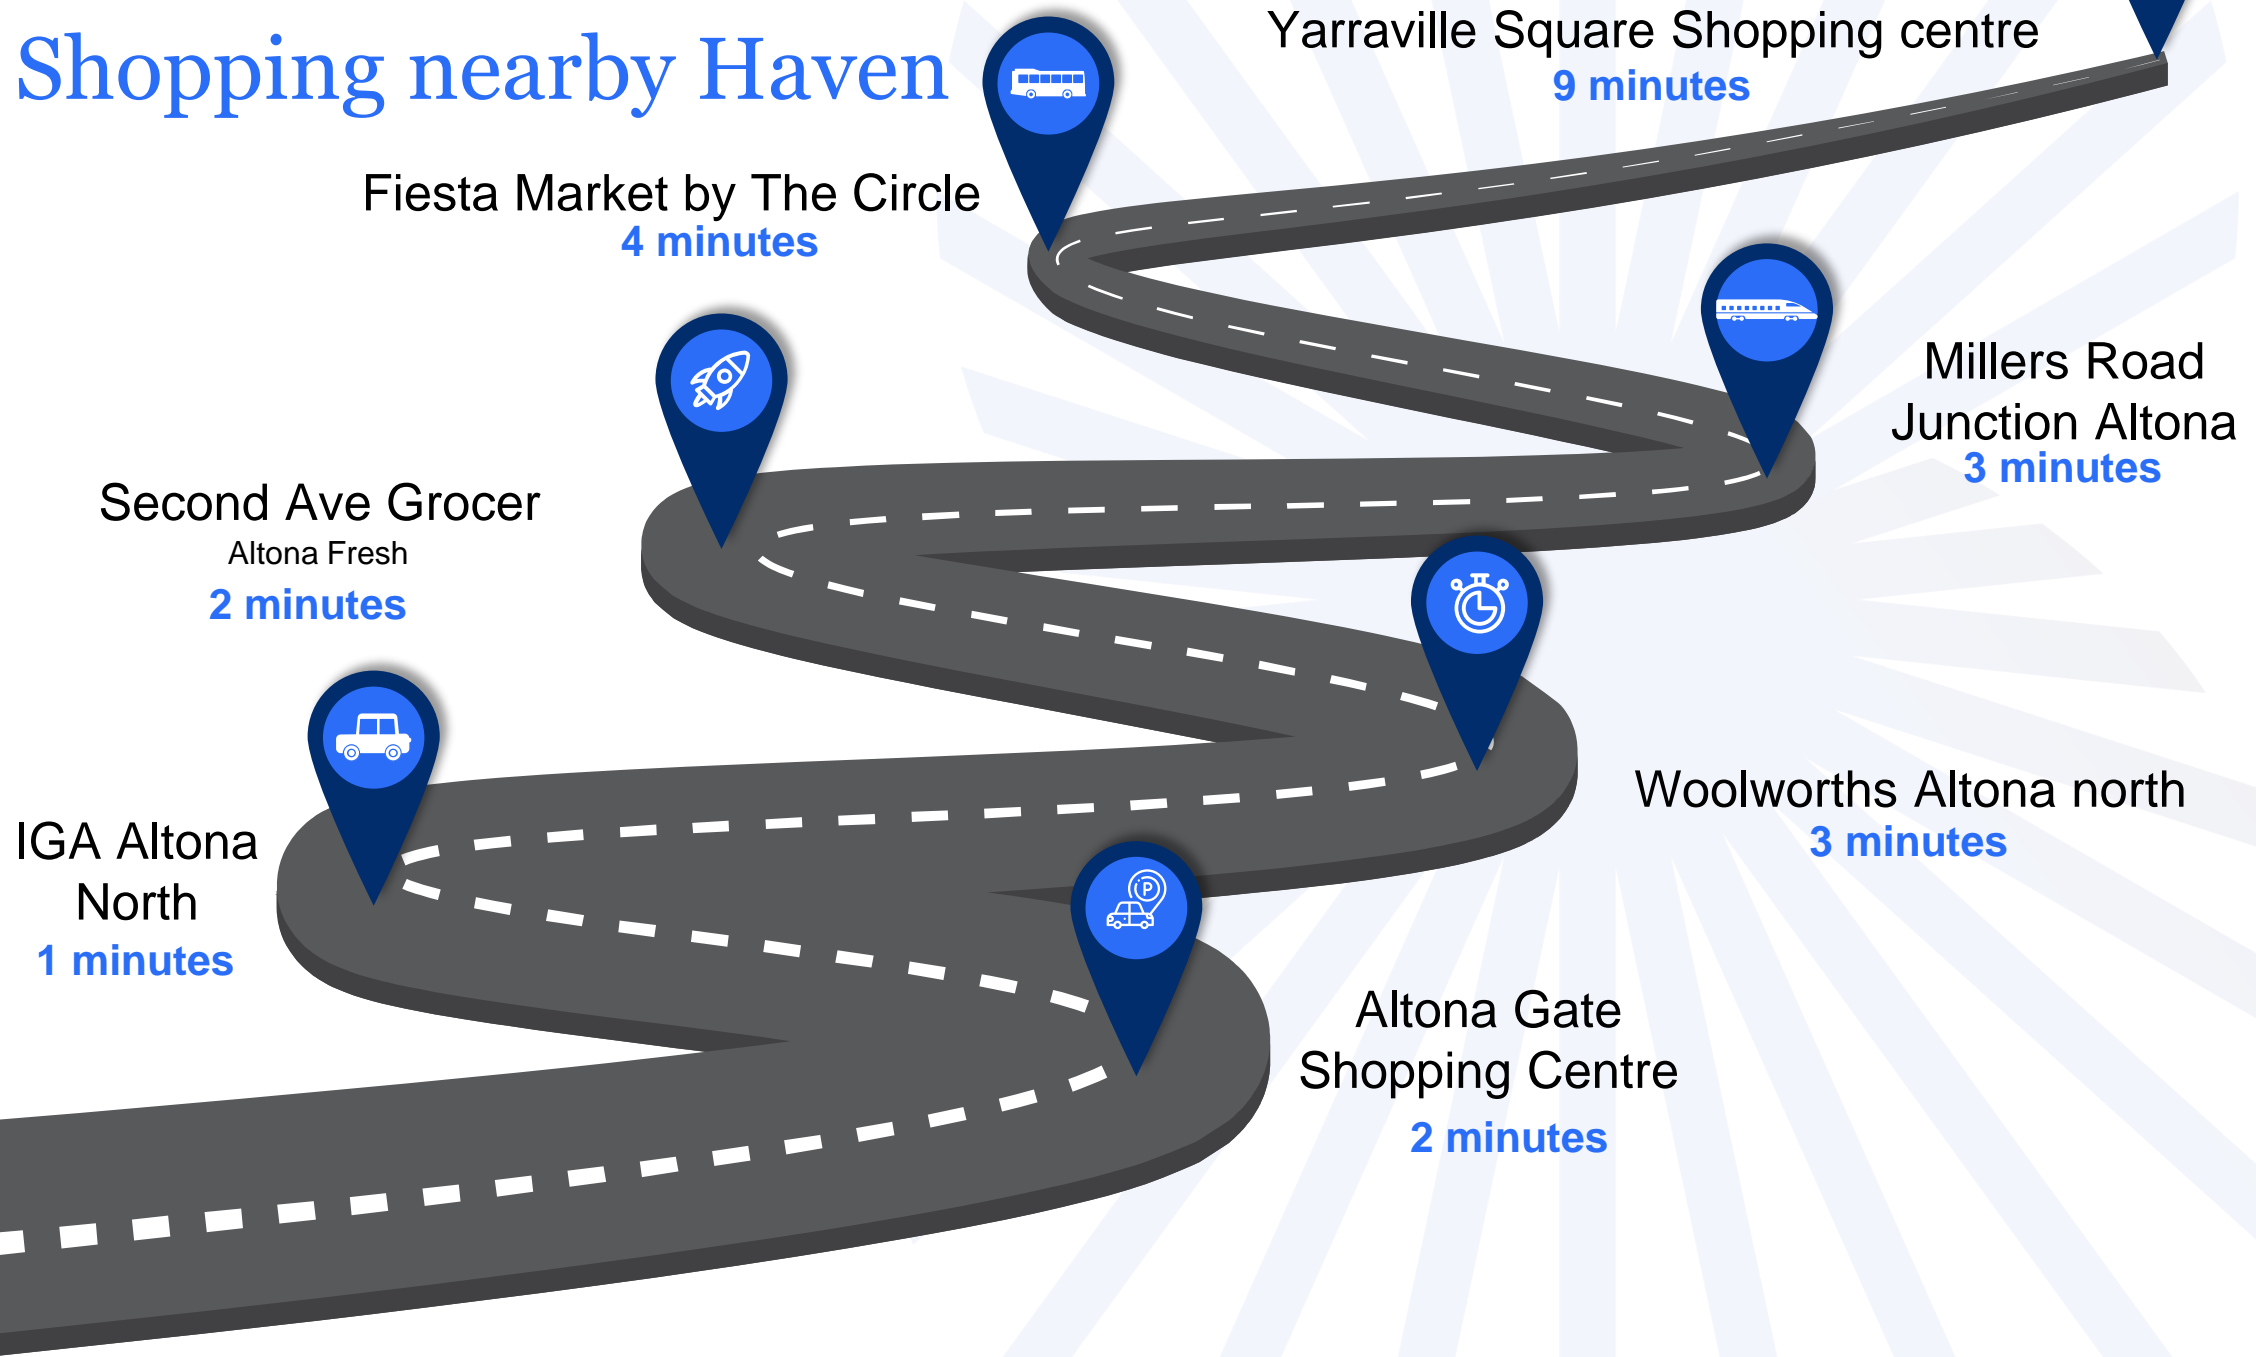 Shopping nearby Haven
Yarraville Square Shopping centre
9 minutes
Fiesta Market by The Circle
4 minutes
Millers Road
Junction Altona
3 minutes
Second Ave Grocer
Altona Fresh
2 minutes
Woolworths Altona north
3 minutes
IGA Altona
North
1 minutes
P
Altona Gate
Shopping Centre
2 minutes